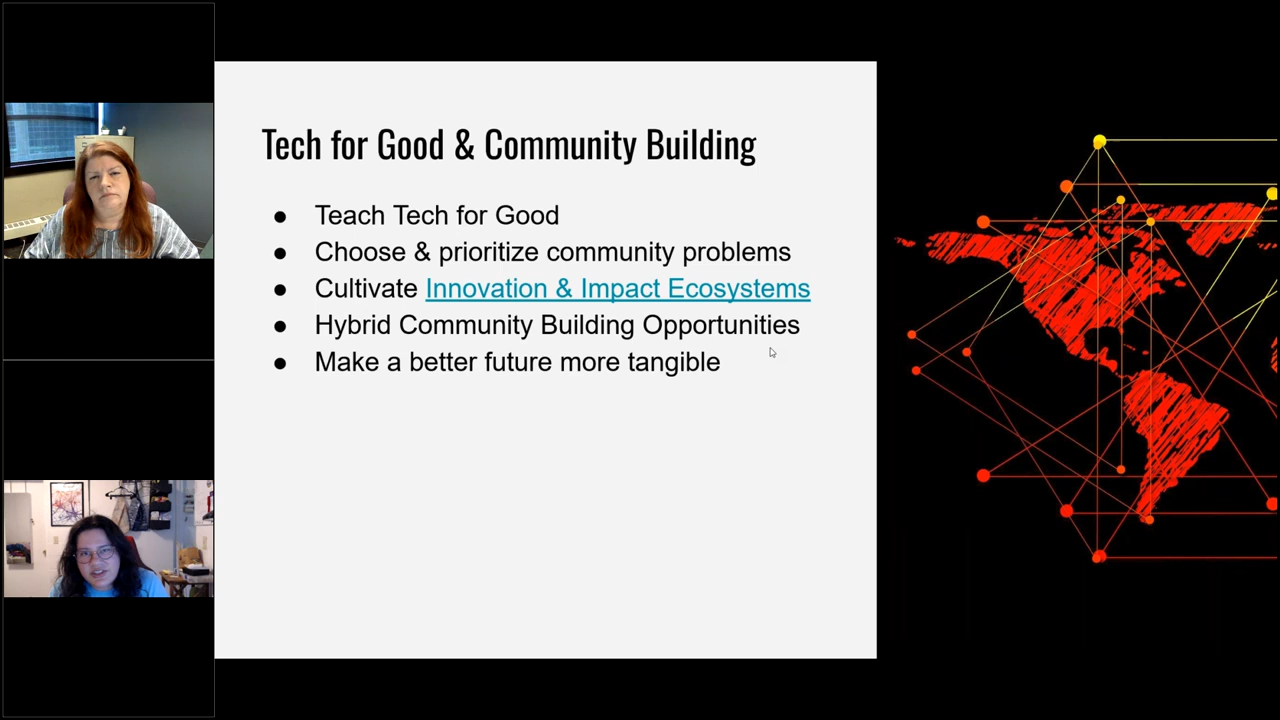 Tech for Good & Community Building
● Teach Tech for Good
● Choose & prioritize community problems
● Cultivate Innovation & Impact Ecosystems
● Hybrid Community Building Opportunities
● Make a better future more tangible